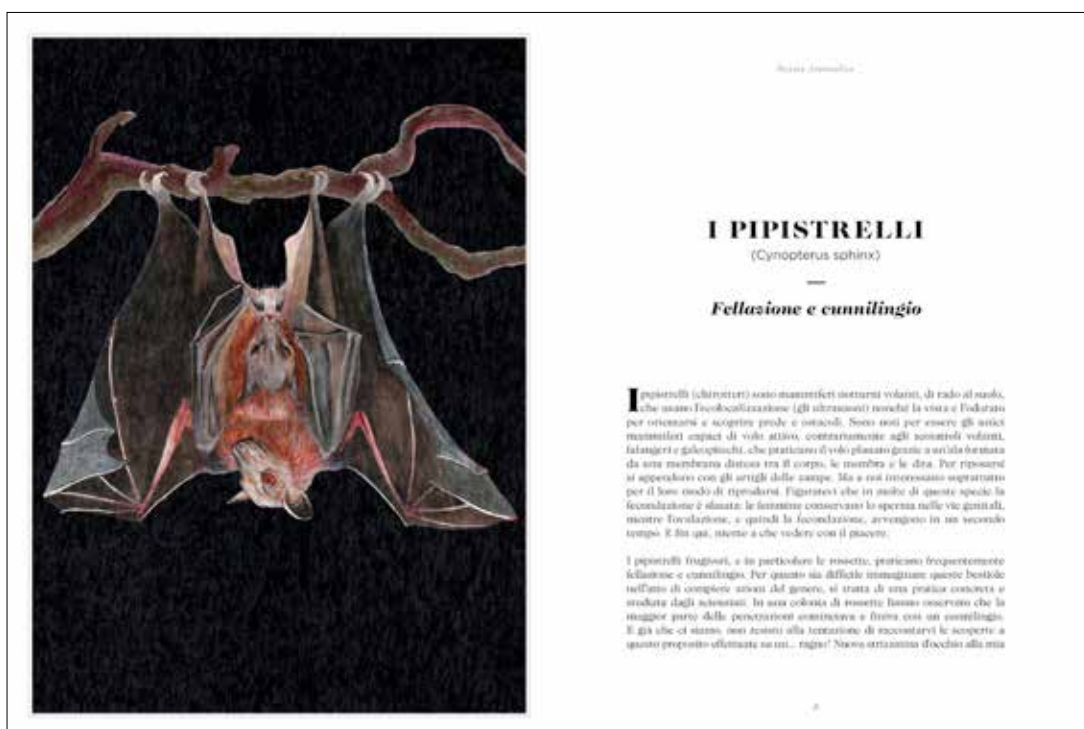 I PIPISTRELLI
(Cynopterus sphinx)
Fellazione e cunnilingio
I pipistrelli (chirotteri) sono mammiferi notturni volanti, di rado al suolo,
che usano l'ecolocalizzazione (gli ultrasuoni) nonché la vista e l'odorato
per orientarsi e scoprire prede e ostacoli. Sono noti per essere gli unici
mammiferi capaci di volo attivo, contrariamente agli scoiattoli volanti,
falangeri e galeopitechi, che praticano il volo planato grazie a un'ala formata
da una membrana distesa tra il corpo, le membra e le dita. Per riposarsi
si appendono con gli artigli delle zampe. Ma a noi interessano soprattutto
per il loro modo di riprodursi. Figuratevi che in molte di queste specie la
fecondazione è sfasata: le femmine conservano lo sperma nelle vie genitali,
mentre l'ovulazione, e quindi la fecondazione, avvengono in un secondo
tempo. E fin qui, niente a che vedere con il piacere.
I pipistrelli frugivori, e in particolare le rossette, praticano frequentemente
fellazione e cunnilingio. Per quanto sia difficile immaginare queste bestiole
nell'atto di compiere unioni del genere, si tratta di una pratica concreta e
studiata dagli scienziati. In una colonia di rossette hanno osservato che la
maggior parte delle penetrazioni cominciava e finiva con un cunnilingio.
E già che ci siamo, non resisto alla tentazione di raccontarvi le scoperte a
questo proposito effettuate su un... ragno! Nuova strizzatina d'occhio alla mia